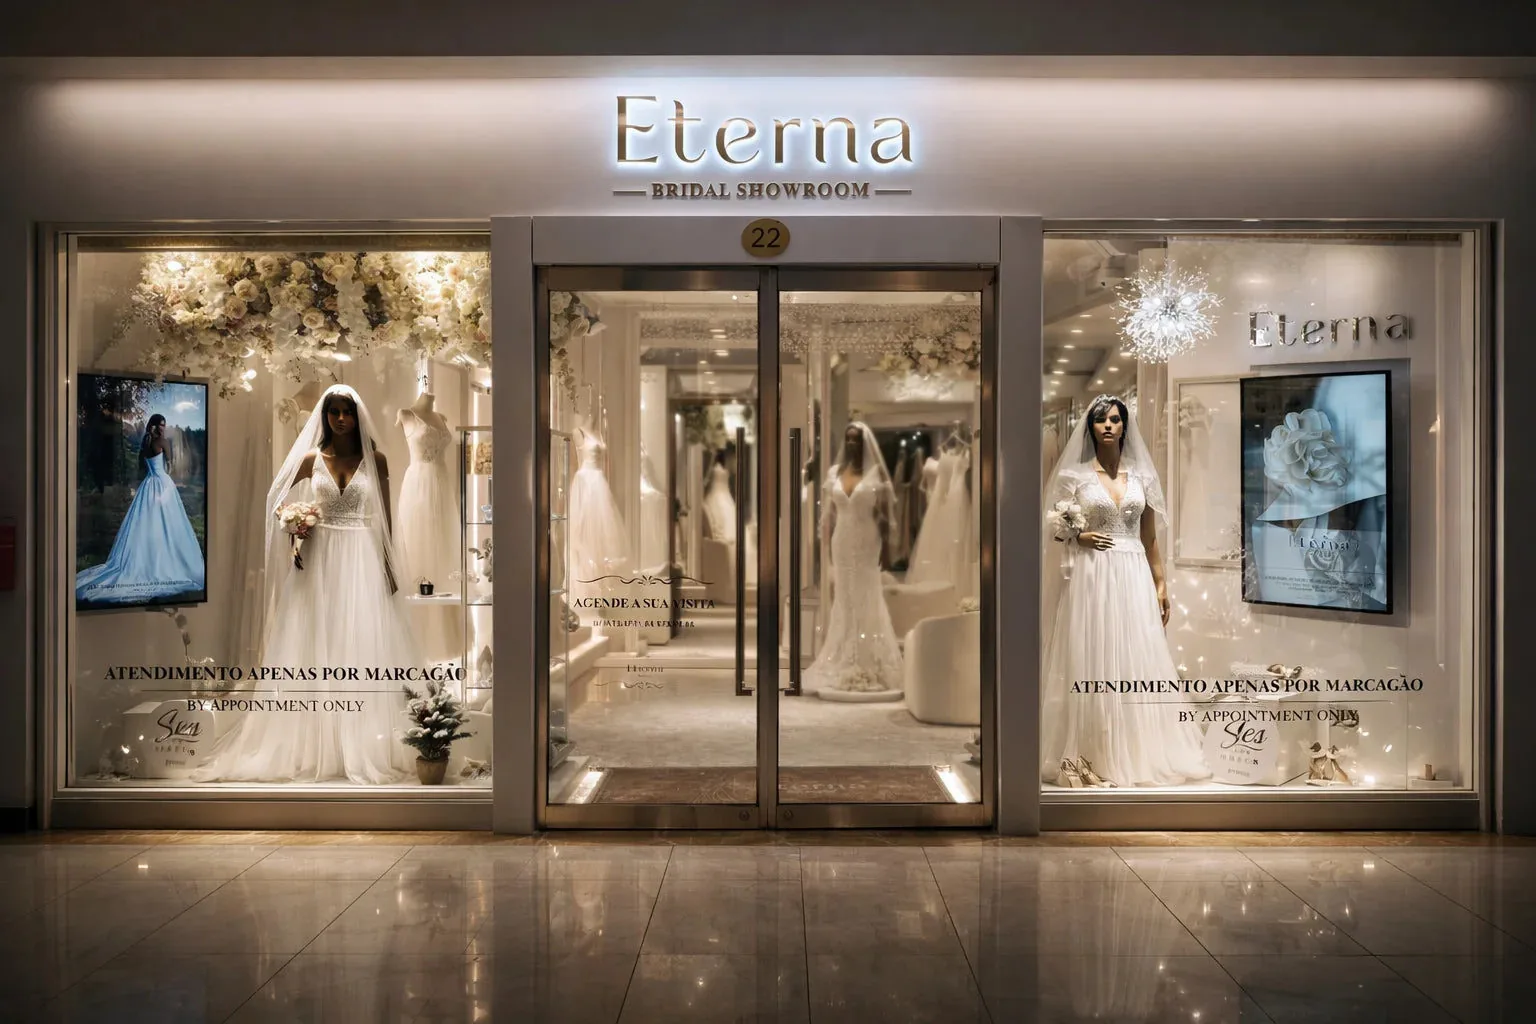 Eterna
BRIDAL SHOWROOM
22
Eterna
AGENDE A SUA VISITA
ATENDIMENTO APENAS POR MARCAGÃO
BY APPOINTMENT ONLY
ATENDIMENTO APENAS POR MARCAGÃO
BY APPOINTMENT ONLY